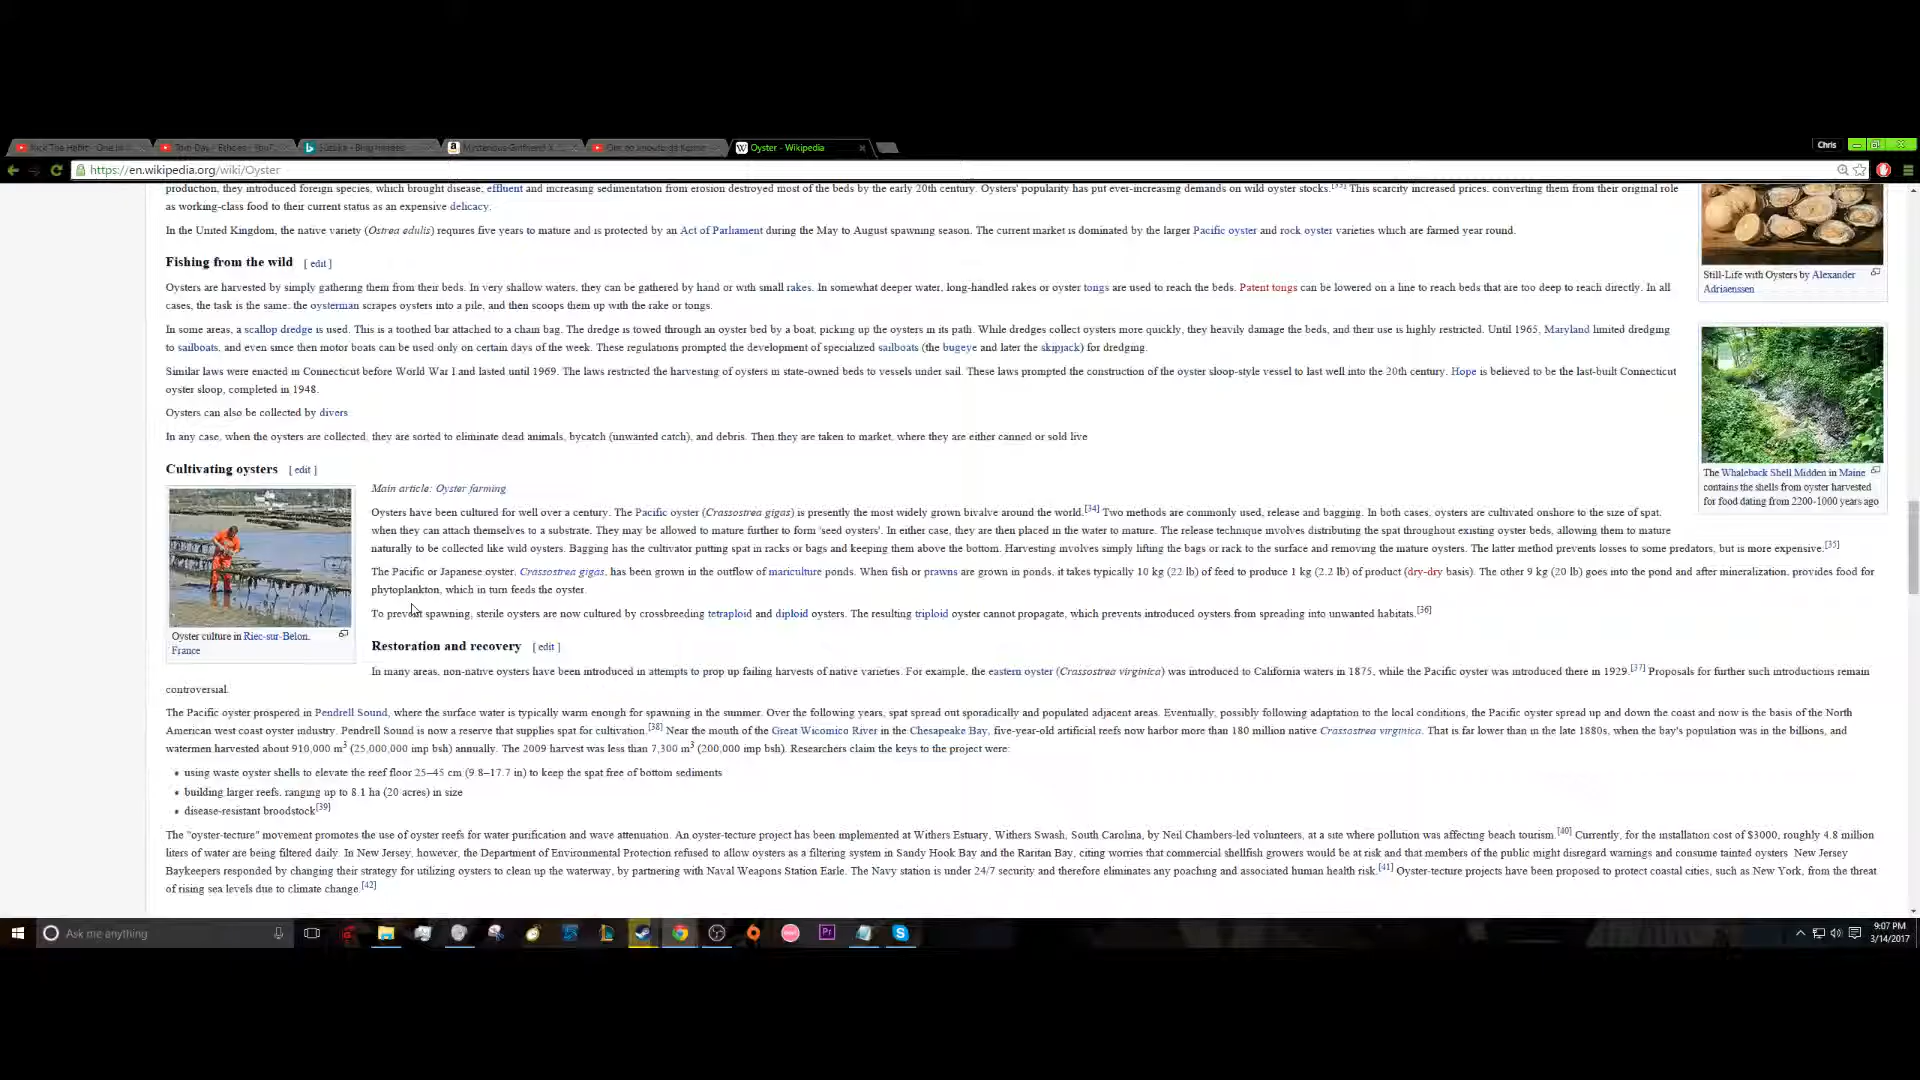 Tom Day - Echoes - YouT...
Oyster - Wikipedia
Chris
https://en.wikipedia.org/wiki/Oyster
production, they introduced foreign species, which brought disease, effluent and increasing sedimentation from erosion destroyed most of the beds by the early 20th century. Oysters' popularity has put ever-increasing demands on wild oyster stocks.[33] This scarcity increased prices, converting them from their original role
as working-class food to their current status as an expensive delicacy.
In the United Kingdom, the native variety (Ostrea edulis) requires five years to mature and is protected by an Act of Parliament during the May to August spawning season. The current market is dominated by the larger Pacific oyster and rock oyster varieties which are farmed year round.
Still-Life with Oysters by Alexander
Adriaenssen
Fishing from the wild [ edit ]
Oysters are harvested by simply gathering them from their beds. In very shallow waters, they can be gathered by hand or with small rakes. In somewhat deeper water, long-handled rakes or oyster tongs are used to reach the beds. Patent tongs can be lowered on a line to reach beds that are too deep to reach directly. In all
cases, the task is the same: the oysterman scrapes oysters into a pile, and then scoops them up with the rake or tongs.
In some areas, a scallop dredge is used. This is a toothed bar attached to a chain bag. The dredge is towed through an oyster bed by a boat, picking up the oysters in its path. While dredges collect oysters more quickly, they heavily damage the beds, and their use is highly restricted. Until 1965, Maryland limited dredging
to sailboats, and even since then motor boats can be used only on certain days of the week. These regulations prompted the development of specialized sailboats (the bugeye and later the skipjack) for dredging.
Similar laws were enacted in Connecticut before World War I and lasted until 1969. The laws restricted the harvesting of oysters in state-owned beds to vessels under sail. These laws prompted the construction of the oyster sloop-style vessel to last well into the 20th century. Hope is believed to be the last-built Connecticut
oyster sloop, completed in 1948.
Oysters can also be collected by divers
In any case, when the oysters are collected, they are sorted to eliminate dead animals, bycatch (unwanted catch), and debris. Then they are taken to market, where they are either canned or sold live
The Whaleback Shell Midden in Maine
contains the shells from oyster harvested
for food dating from 2200-1000 years ago
Cultivating oysters [ edit ]
Main article: Oyster farming
Oysters have been cultured for well over a century. The Pacific oyster (Crassostrea gigas) is presently the most widely grown bivalve around the world.[34] Two methods are commonly used, release and bagging. In both cases, oysters are cultivated onshore to the size of spat,
when they can attach themselves to a substrate. They may be allowed to mature further to form 'seed oysters'. In either case, they are then placed in the water to mature. The release technique involves distributing the spat throughout existing oyster beds, allowing them to mature
naturally to be collected like wild oysters. Bagging has the cultivator putting spat in racks or bags and keeping them above the bottom. Harvesting involves simply lifting the bags or rack to the surface and removing the mature oysters. The latter method prevents losses to some predators, but is more expensive.[35]
The Pacific or Japanese oyster, Crassostrea gigas, has been grown in the outflow of mariculture ponds. When fish or prawns are grown in ponds, it takes typically 10 kg (22 lb) of feed to produce 1 kg (2.2 lb) of product (dry-dry basis). The other 9 kg (20 lb) goes into the pond and after mineralization, provides food for
phytoplankton, which in turn feeds the oyster.
To prevent spawning, sterile oysters are now cultured by crossbreeding tetraploid and diploid oysters. The resulting triploid oyster cannot propagate, which prevents introduced oysters from spreading into unwanted habitats.[36]
Oyster culture in Riec-sur-Belon,
France
Restoration and recovery [ edit ]
In many areas, non-native oysters have been introduced in attempts to prop up failing harvests of native varieties. For example, the eastern oyster (Crassostrea virginica) was introduced to California waters in 1875, while the Pacific oyster was introduced there in 1929.[37] Proposals for further such introductions remain
controversial.
The Pacific oyster prospered in Pendrell Sound, where the surface water is typically warm enough for spawning in the summer. Over the following years, spat spread out sporadically and populated adjacent areas. Eventually, possibly following adaptation to the local conditions, the Pacific oyster spread up and down the coast and now is the basis of the North
American west coast oyster industry. Pendrell Sound is now a reserve that supplies spat for cultivation.[38] Near the mouth of the Great Wicomico River in the Chesapeake Bay, five-year-old artificial reefs now harbor more than 180 million native Crassostrea virginica. That is far lower than in the late 1880s, when the bay's population was in the billions, and
watermen harvested about 910,000 m3 (25,000,000 imp bsh) annually. The 2009 harvest was less than 7,300 m3 (200,000 imp bsh). Researchers claim the keys to the project were:
• using waste oyster shells to elevate the reef floor 25–45 cm (9.8–17.7 in) to keep the spat free of bottom sediments
• building larger reefs, ranging up to 8.1 ha (20 acres) in size
• disease-resistant broodstock[39]
The "oyster-tecture" movement promotes the use of oyster reefs for water purification and wave attenuation. An oyster-tecture project has been implemented at Withers Estuary, Withers Swash, South Carolina, by Neil Chambers-led volunteers, at a site where pollution was affecting beach tourism.[40] Currently, for the installation cost of $3000, roughly 4.8 million
liters of water are being filtered daily. In New Jersey, however, the Department of Environmental Protection refused to allow oysters as a filtering system in Sandy Hook Bay and the Raritan Bay, citing worries that commercial shellfish growers would be at risk and that members of the public might disregard warnings and consume tainted oysters New Jersey
Baykeepers responded by changing their strategy for utilizing oysters to clean up the waterway, by partnering with Naval Weapons Station Earle. The Navy station is under 24/7 security and therefore eliminates any poaching and associated human health risk.[41] Oyster-tecture projects have been proposed to protect coastal cities, such as New York, from the threat
of rising sea levels due to climate change.[42]
Ask me anything
Pr
9:07 PM
3/14/2017